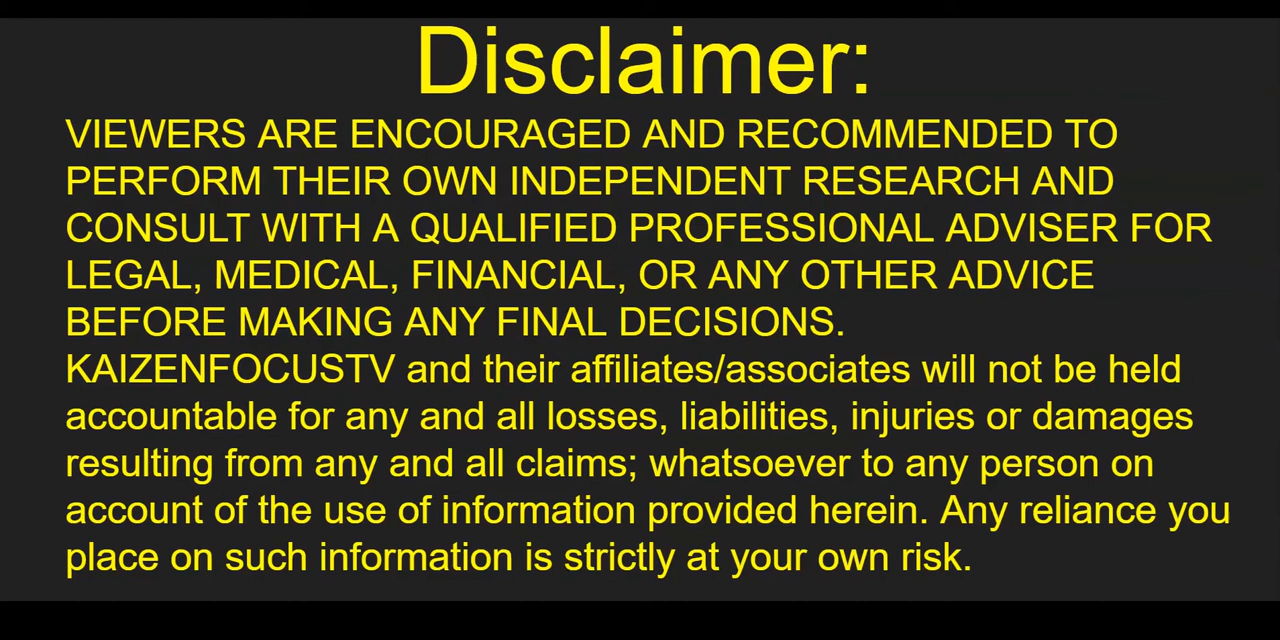 Disclaimer:
VIEWERS ARE ENCOURAGED AND RECOMMENDED TO
PERFORM THEIR OWN INDEPENDENT RESEARCH AND
CONSULT WITH A QUALIFIED PROFESSIONAL ADVISER FOR
LEGAL, MEDICAL, FINANCIAL, OR ANY OTHER ADVICE
BEFORE MAKING ANY FINAL DECISIONS.
KAIZENFOCUSTV and their affiliates/associates will not be held
accountable for any and all losses, liabilities, injuries or damages
resulting from any and all claims; whatsoever to any person on
account of the use of information provided herein. Any reliance you
place on such information is strictly at your own risk.